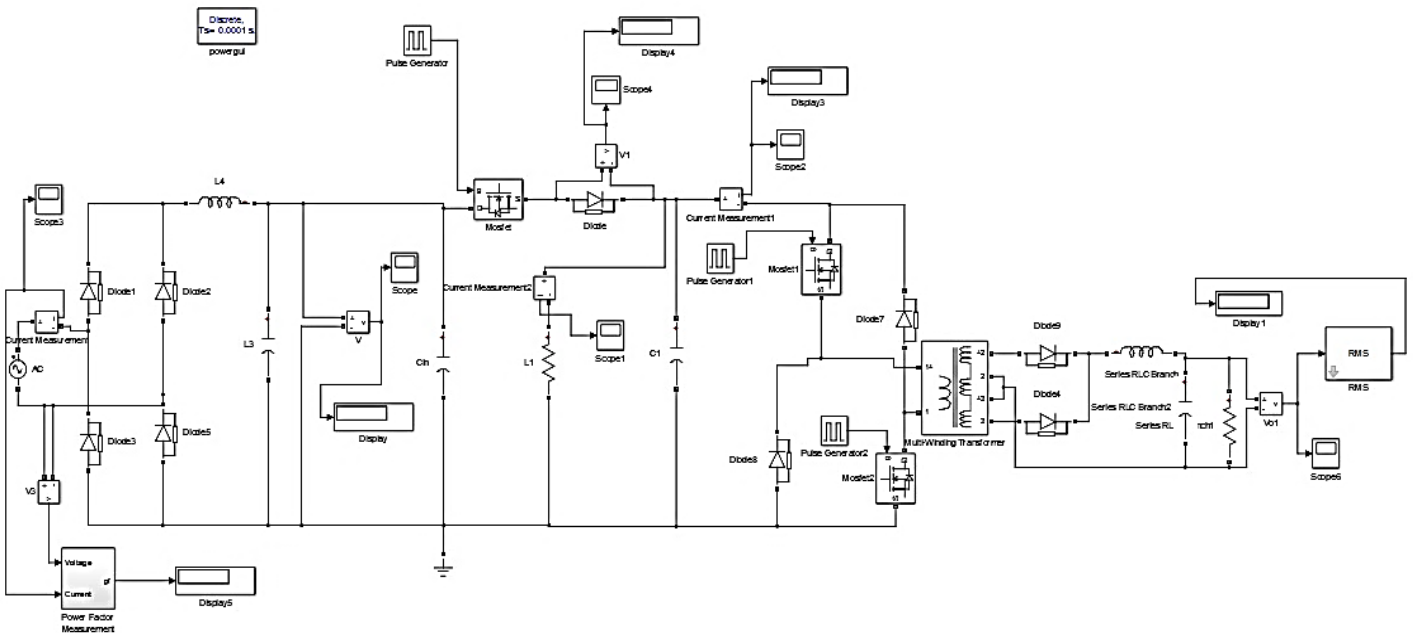 Discrete,
Ts= 0.0001 s.
powergui
Pulse Generator
Display4
Scope4
Display3
V1
Scope2
L4
Scope3
Mosfet
Diode
Current Measurement1
Pulse Generator1
Mosfet1
Scope
Current Measurement2
Diode1
Diode2
Diode7
Display1
Current Measurement
V
Scope1
Diode9
RMS
RMS
L3
Cin
L1
C1
AC
Series RLC Branch
Display
Diode4
Series RLC Branch2
Vo1
Series RL
nch1
Diode3
Diode5
Pulse Generator2
Multi-Winding Transformer
Diode8
Mosfet2
Scope6
V3
Voltage
pf
Current
Display5
Power Factor
Measurement